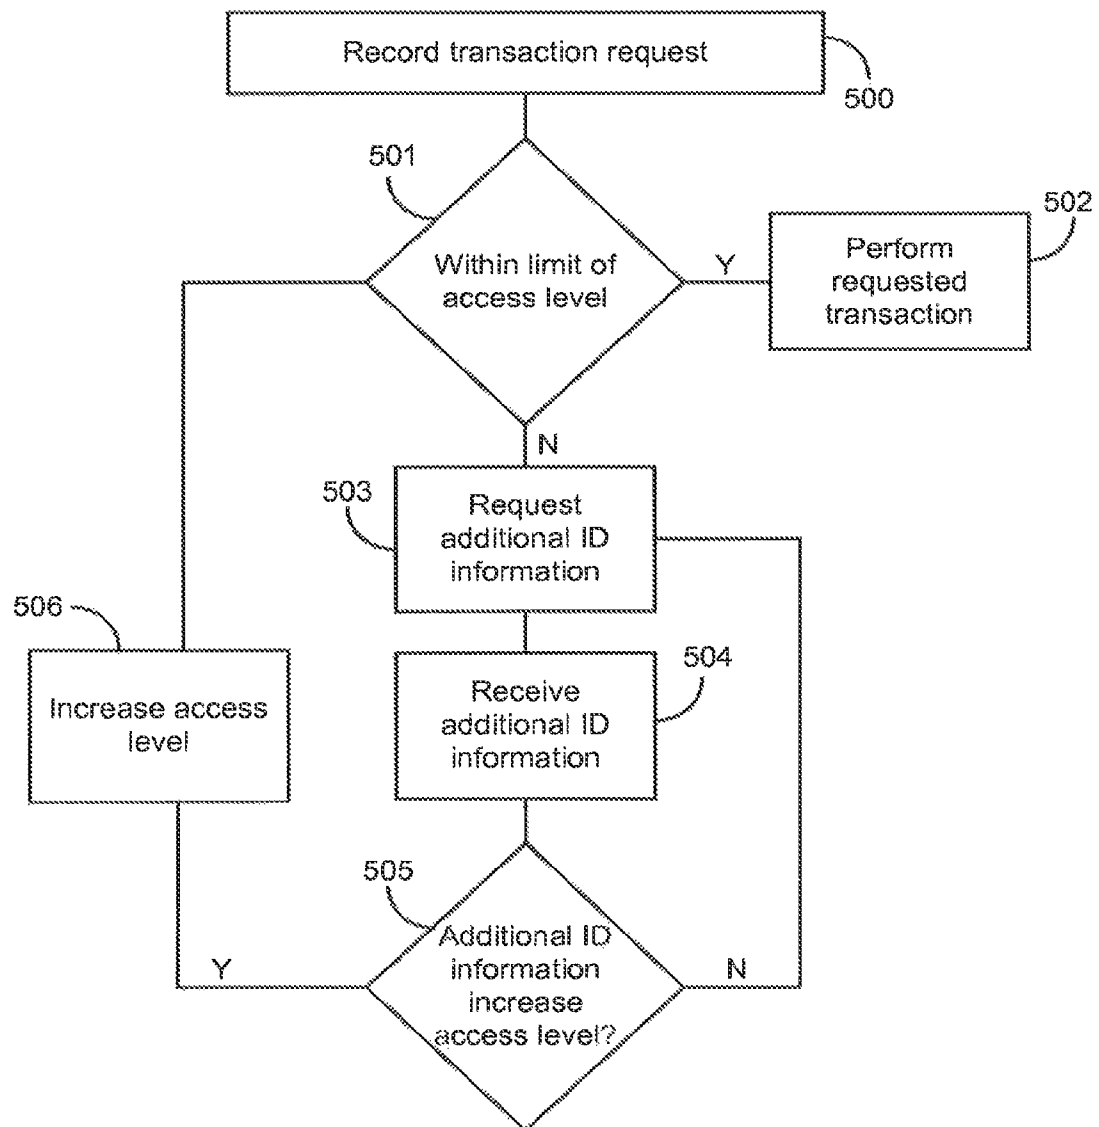 Record transaction request
500
501
Within limit of
access level
Y
502
Perform
requested
transaction
N
503
Request
additional ID
information
506
Increase access
level
504
Receive
additional ID
information
505
Additional ID
information
increase
access level?
Y
N